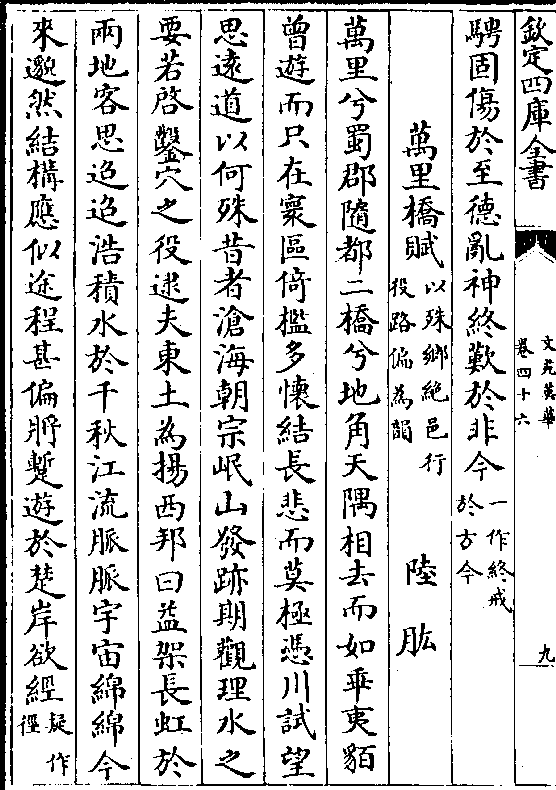 欽定四庫全書
文苑英華
卷四十六
九
騁固傷於至德亂神終歎於非今一作終戒於方今
萬里橋賦以殊鄉絶邑行役路偏為韻 陸肱
萬里兮蜀郡隨都二橋兮地角天隅相去而如乖夷貊
曾遊而只在寰區倚檻多懷結長悲而莫極憑川試望
思遠道以何殊昔者滄海朝宗岷山發跡期觀理水之
要若啓鑿穴之役逮夫東土為揚西邦曰益架長虹於
兩地客思迢迢浩積水於千秋江流脈脈宇宙綿綿今
來邈然結構應似途程甚偏將蹔遊於楚岸欲經疑作徑